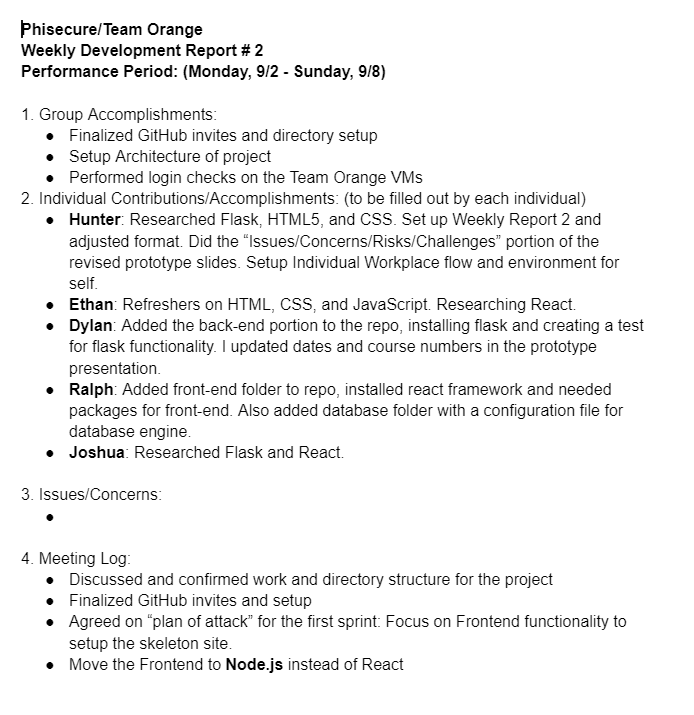 Phisecure/Team Orange
Weekly Development Report # 2
Performance Period: (Monday, 9/2 - Sunday, 9/8)
1. Group Accomplishments:
● Finalized GitHub invites and directory setup
● Setup Architecture of project
● Performed login checks on the Team Orange VMs
2. Individual Contributions/Accomplishments: (to be filled out by each individual)
● Hunter: Researched Flask, HTML5, and CSS. Set up Weekly Report 2 and
adjusted format. Did the “Issues/Concerns/Risks/Challenges” portion of the
revised prototype slides. Setup Individual Workplace flow and environment for
self.
● Ethan: Refreshers on HTML, CSS, and JavaScript. Researching React.
● Dylan: Added the back-end portion to the repo, installing flask and creating a test
for flask functionality. I updated dates and course numbers in the prototype
presentation.
● Ralph: Added front-end folder to repo, installed react framework and needed
packages for front-end. Also added database folder with a configuration file for
database engine.
● Joshua: Researched Flask and React.
3. Issues/Concerns:
●
4. Meeting Log:
● Discussed and confirmed work and directory structure for the project
● Finalized GitHub invites and setup
● Agreed on “plan of attack” for the first sprint: Focus on Frontend functionality to
setup the skeleton site.
● Move the Frontend to Node.js instead of React